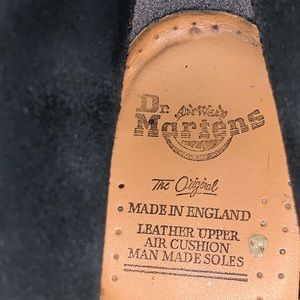 Dr. AirWair
Martens
The Original
MADE IN ENGLAND
LEATHER UPPER
AIR CUSHION
MAN MADE SOLES